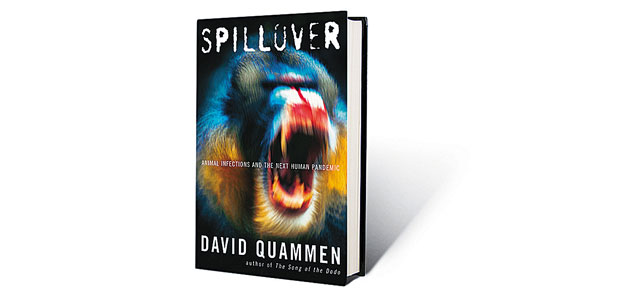 SPILLOVER
ANIMAL INFECTIONS AND THE NEXT HUMAN PANDEMIC
DAVID QUAMMEN
author of The Song of the Dodo